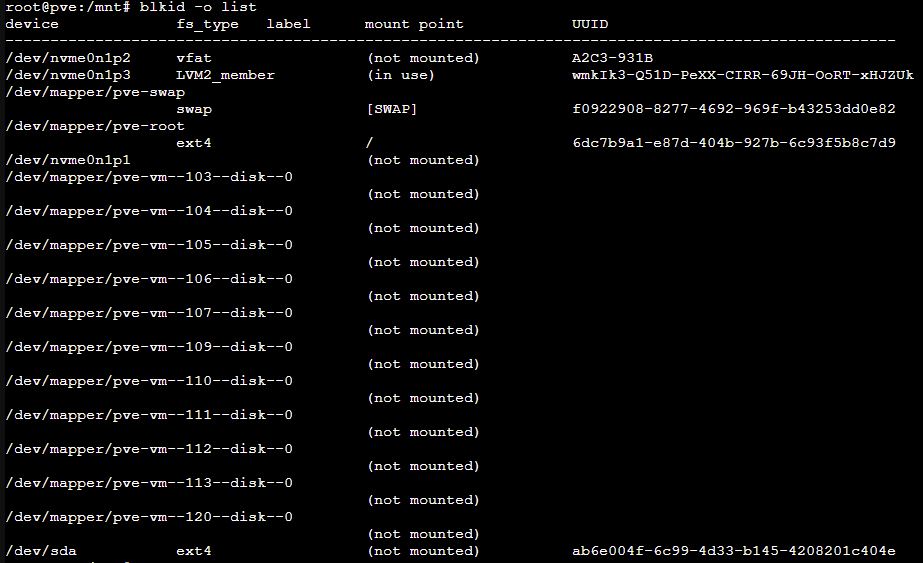 root@pve:/mnt# blkid -o list
device fs_type label mount point UUID
/dev/nvme0n1p2 vfat (not mounted) A2C3-931B
/dev/nvme0n1p3 LVM2_member (in use) wmkIk3-Q51D-PeXX-CIRR-69JH-OoRT-xHJZUk
/dev/mapper/pve-swap
swap [SWAP] f0922908-8277-4692-969f-b43253dd0e82
/dev/mapper/pve-root
ext4 / 6dc7b9a1-e87d-404b-927b-6c93f5b8c7d9
/dev/nvme0n1p1 (not mounted)
/dev/mapper/pve-vm--103--disk--0
(not mounted)
/dev/mapper/pve-vm--104--disk--0
(not mounted)
/dev/mapper/pve-vm--105--disk--0
(not mounted)
/dev/mapper/pve-vm--106--disk--0
(not mounted)
/dev/mapper/pve-vm--107--disk--0
(not mounted)
/dev/mapper/pve-vm--109--disk--0
(not mounted)
/dev/mapper/pve-vm--110--disk--0
(not mounted)
/dev/mapper/pve-vm--111--disk--0
(not mounted)
/dev/mapper/pve-vm--112--disk--0
(not mounted)
/dev/mapper/pve-vm--113--disk--0
(not mounted)
/dev/mapper/pve-vm--120--disk--0
(not mounted)
/dev/sda ext4 (not mounted) ab6e004f-6c99-4d33-b145-4208201c404e